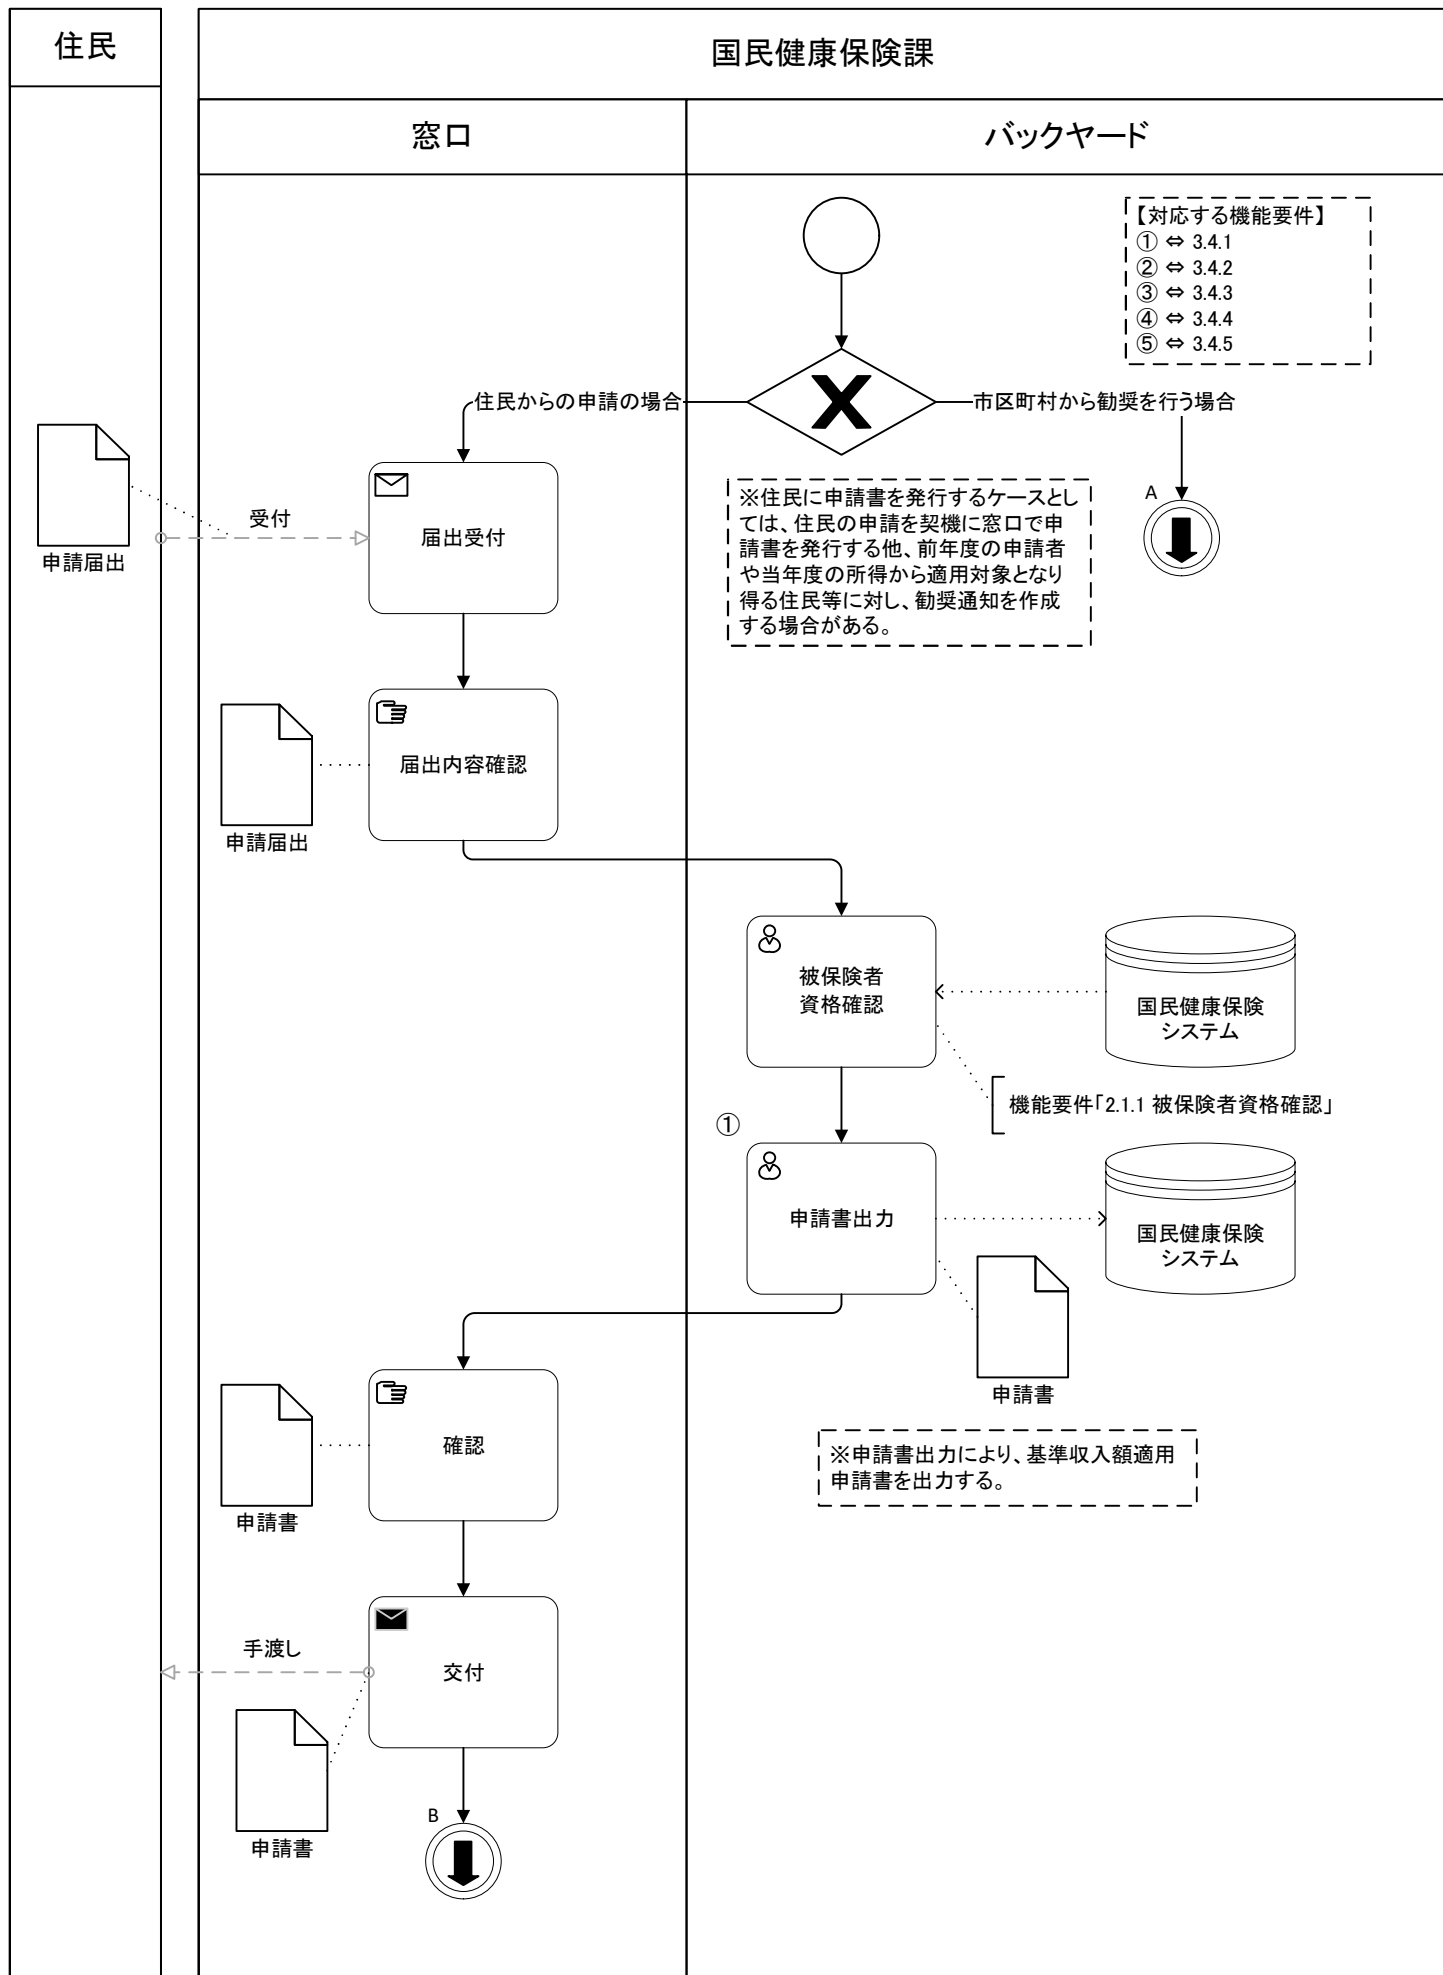 住民
国民健康保険課
窓口
バックヤード
【対応する機能要件】
① ⇔ 3.4.1
② ⇔ 3.4.2
③ ⇔ 3.4.3
④ ⇔ 3.4.4
⑤ ⇔ 3.4.5
住民からの申請の場合
市区町村から勧奨を行う場合
※住民に申請書を発行するケースとし
ては、住民の申請を契機に窓口で申
請書を発行する他、前年度の申請者
や当年度の所得から適用対象となり
得る住民等に対し、勧奨通知を作成
する場合がある。
A
申請届出
受付
届出受付
届出内容確認
申請届出
被保険者
資格確認
国民健康保険
システム
機能要件「2.1.1 被保険者資格確認」
①
申請書出力
国民健康保険
システム
申請書
※申請書出力により、基準収入額適用
申請書を出力する。
確認
申請書
手渡し
交付
申請書
B